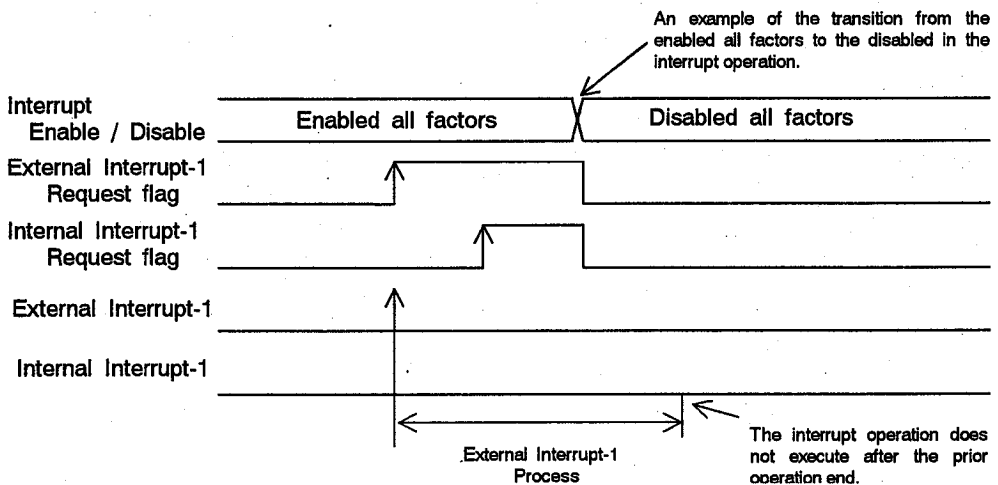 An example of the transition from the
enabled all factors to the disabled in the
interrupt operation.
Interrupt
Enable / Disable
Enabled all factors
Disabled all factors
External Interrupt-1
Request flag
Internal Interrupt-1
Request flag
External Interrupt-1
Internal Interrupt-1
External Interrupt-1
Process
The interrupt operation does
not execute after the prior
operation end.